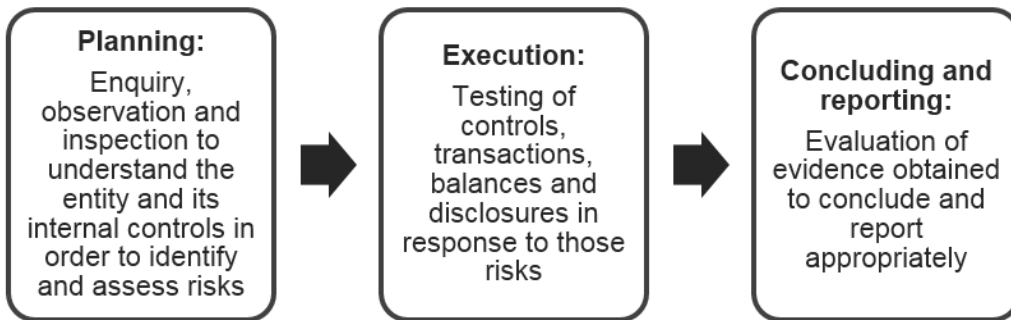 Planning:
Enquiry,
observation and
inspection to
understand the
entity and its
internal controls in
order to identify
and assess risks
Execution:
Testing of
controls,
transactions,
balances and
disclosures in
response to those
risks
Concluding and
reporting:
Evaluation of
evidence obtained
to conclude and
report
appropriately